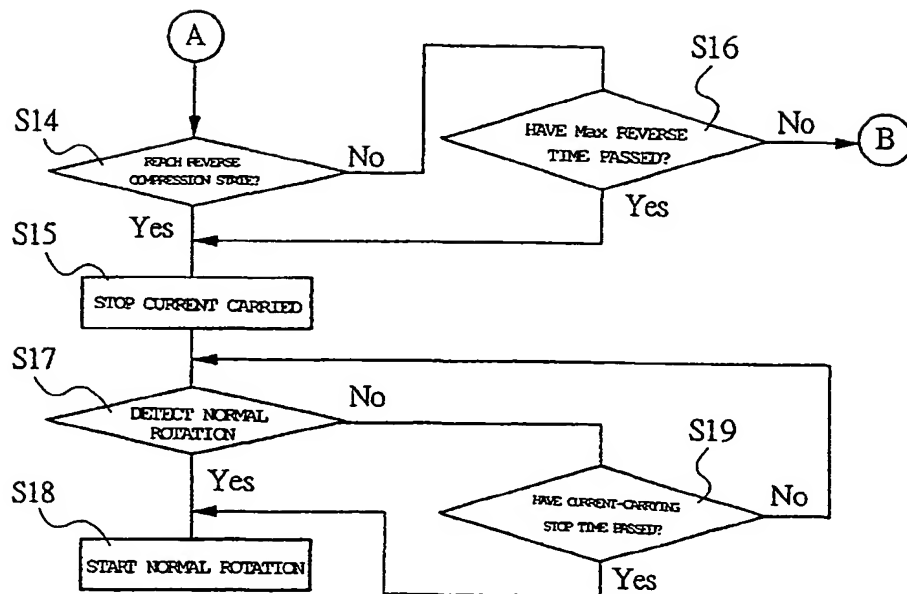 A
S16
S14
HAVE Max REVERSE
TIME PASSED?
No
B
REACH REVERSE
COMPRESSION STATE?
No
Yes
Yes
S15
STOP CURRENT CARRIED
S17
No
DETECT NORMAL
ROTATION
S19
Yes
HAVE CURRENT-CARRYING
STOP TIME PASSED?
No
S18
START NORMAL ROTATION
Yes